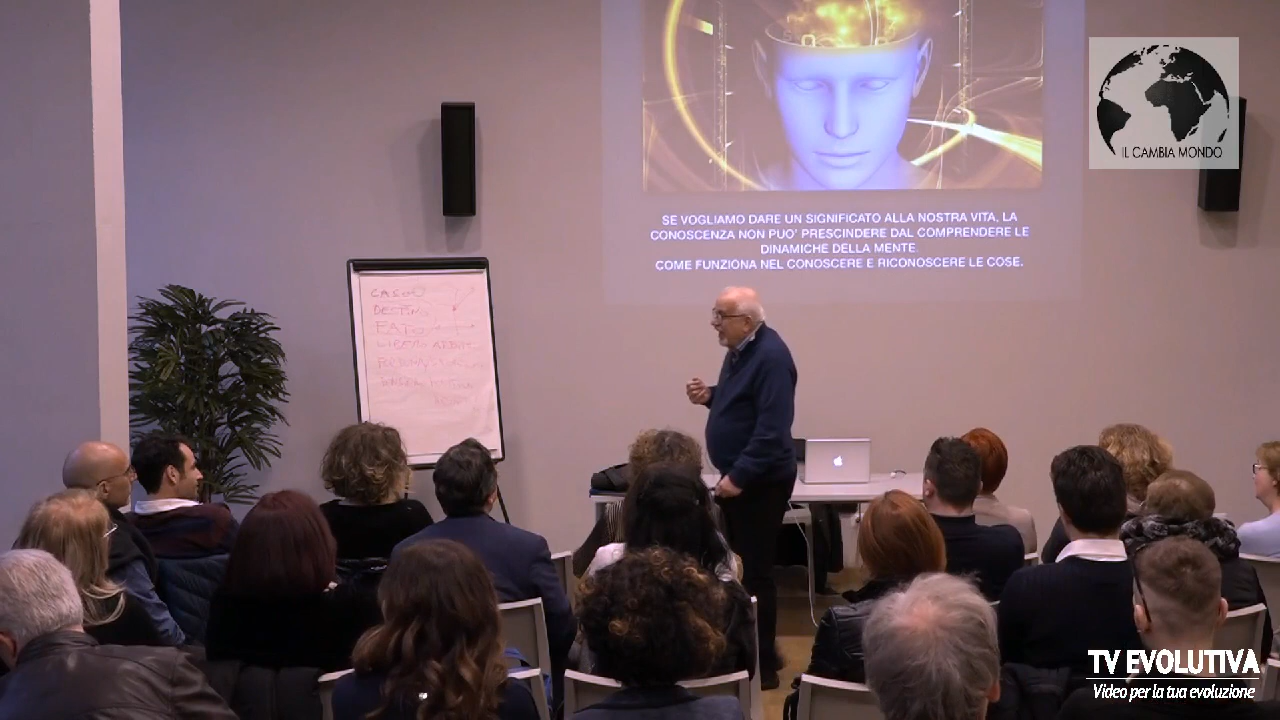 IL CAMBIA MONDO
SE VOGLIAMO DARE UN SIGNIFICATO ALLA NOSTRA VITA, LA
CONOSCENZA NON PUO' PRESCINDERE DAL COMPRENDERE LE
DINAMICHE DELLA MENTE.
COME FUNZIONA NEL CONOSCERE E RICONOSCERE LE COSE.
CASO
DESTINO
FATO
LIBERO ARBITRIO
TV EVOLUTIVA
Video per la tua evoluzione